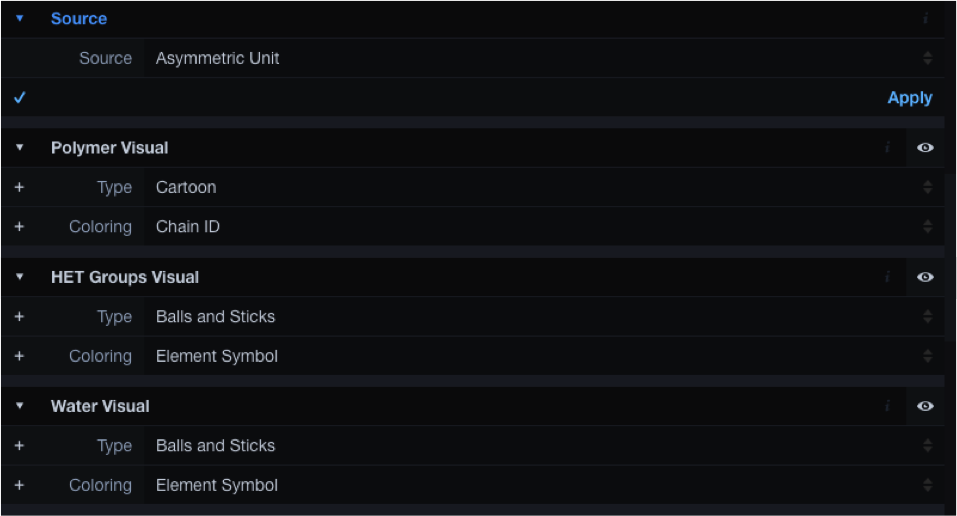 Source
Source Asymmetric Unit
Apply
Polymer Visual
Type Cartoon
Coloring Chain ID
HET Groups Visual
Type Balls and Sticks
Coloring Element Symbol
Water Visual
Type Balls and Sticks
Coloring Element Symbol